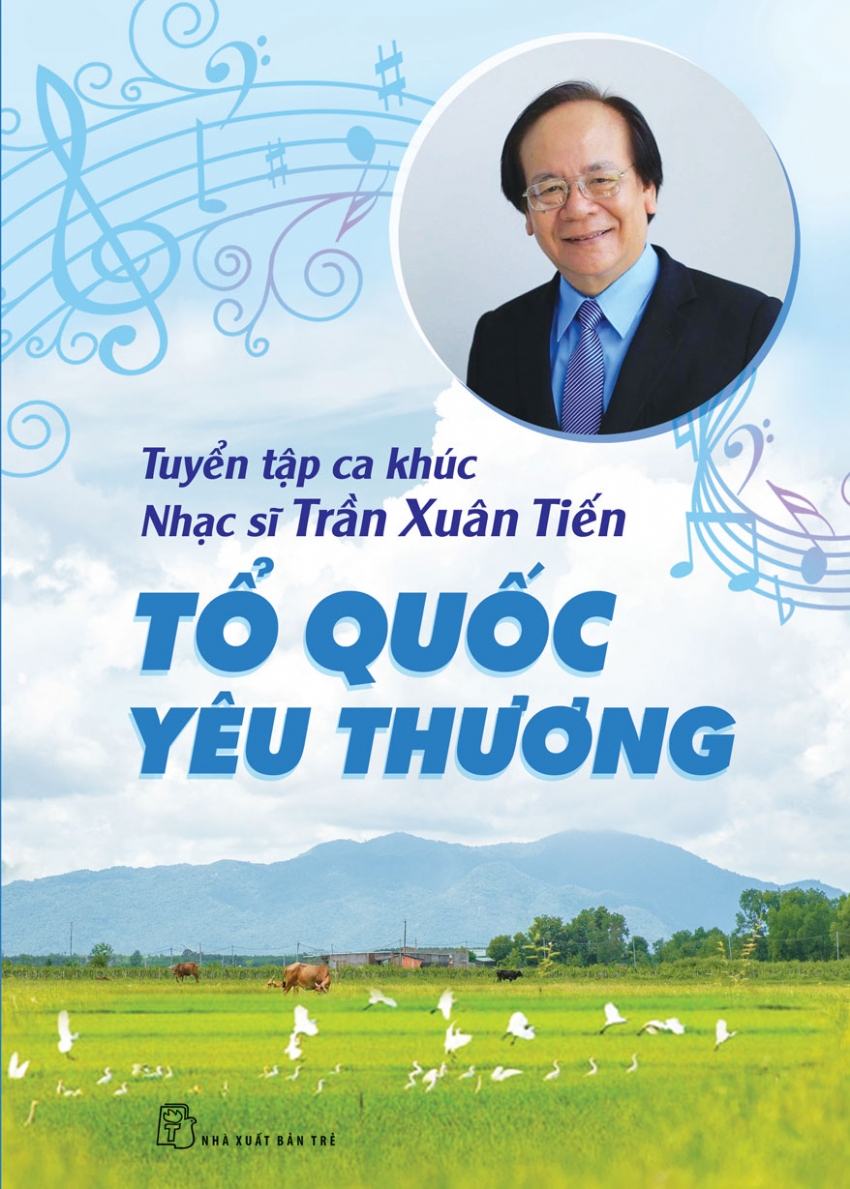 Tuyển tập ca khúc
Nhạc sĩ Trần Xuân Tiến
TỔ QUỐC
YÊU THƯƠNG
NHÀ XUẤT BẢN TRẺ